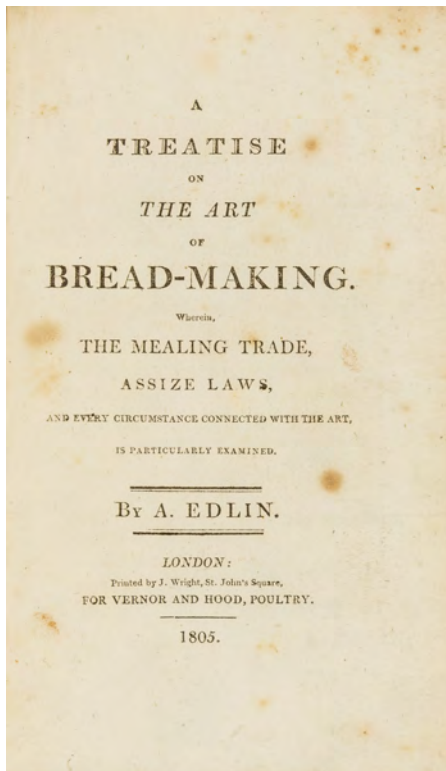 A
TREATISE
ON
THE ART
OF
BREAD-MAKING.
Wherein,
THE MEALING TRADE,
ASSIZE LAWS,
AND EVERY CIRCUMSTANCE CONNECTED WITH THE ART,
IS PARTICULARLY EXAMINED.
BY A. EDLIN.
LONDON:
Printed by J. Wright, St. John's Square,
FOR VERNOR AND HOOD, POULTRY.
1805.